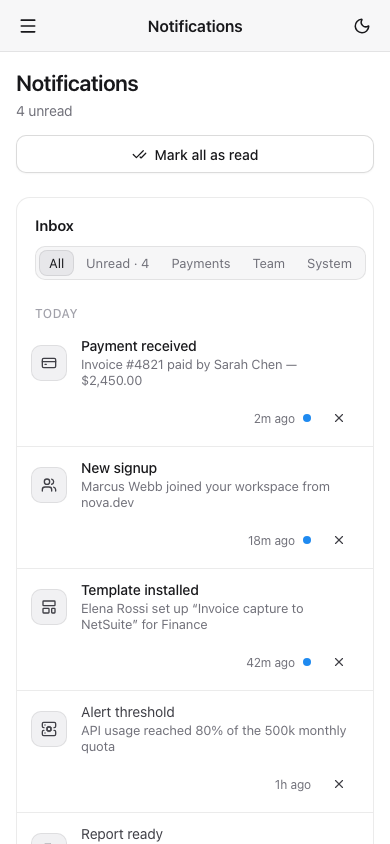 Notifications
Notifications
4 unread
Mark all as read
Inbox
All
Unread · 4
Payments
Team
System
TODAY
Payment received
Invoice #4821 paid by Sarah Chen —
$2,450.00
2m ago
New signup
Marcus Webb joined your workspace from
nova.dev
18m ago
Template installed
Elena Rossi set up “Invoice capture to
NetSuite” for Finance
42m ago
Alert threshold
API usage reached 80% of the 500k monthly
quota
1h ago
Report ready